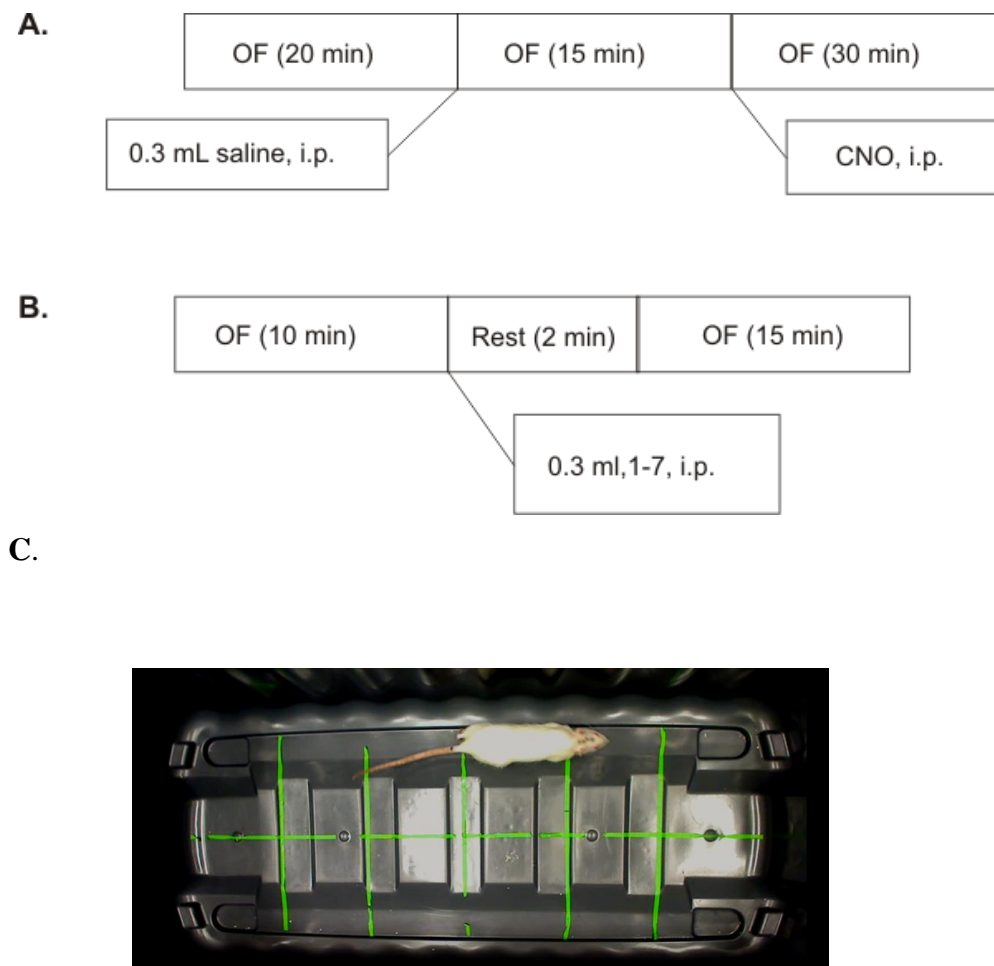 A.
OF (20 min)
OF (15 min)
OF (30 min)
0.3 mL saline, i.p.
CNO, i.p.
B.
OF (10 min)
Rest (2 min)
OF (15 min)
0.3 ml,1-7, i.p.
C.